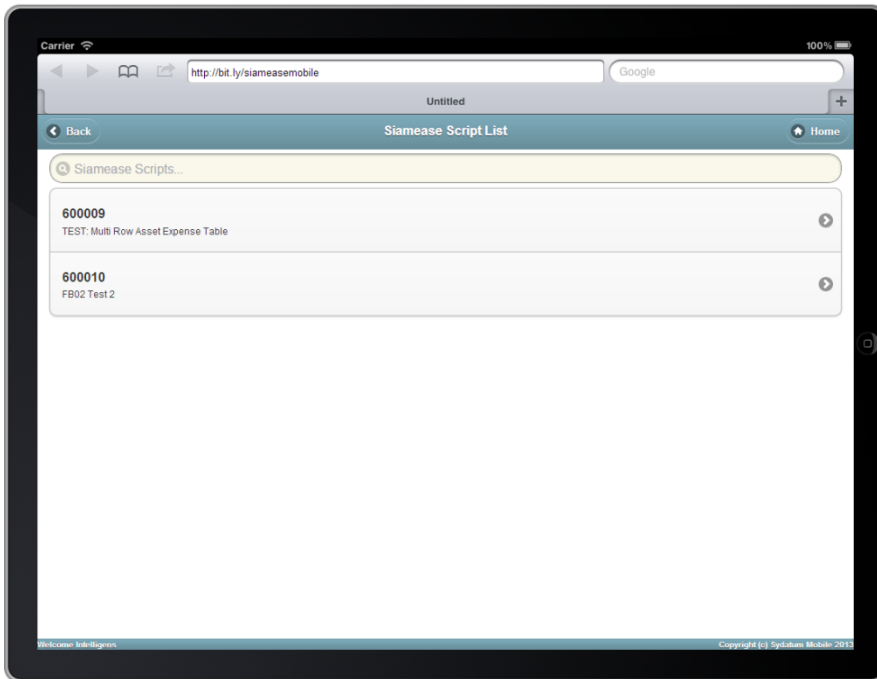 Carrier 100%
http://bit.ly/siameasemobile Google
Untitled
Back Siamease Script List Home
Siamease Scripts...
600009
TEST: Multi Row Asset Expense Table
600010
FB02 Test 2
Welcome Intelligens Copyright (c) Sydatum Mobile 2013